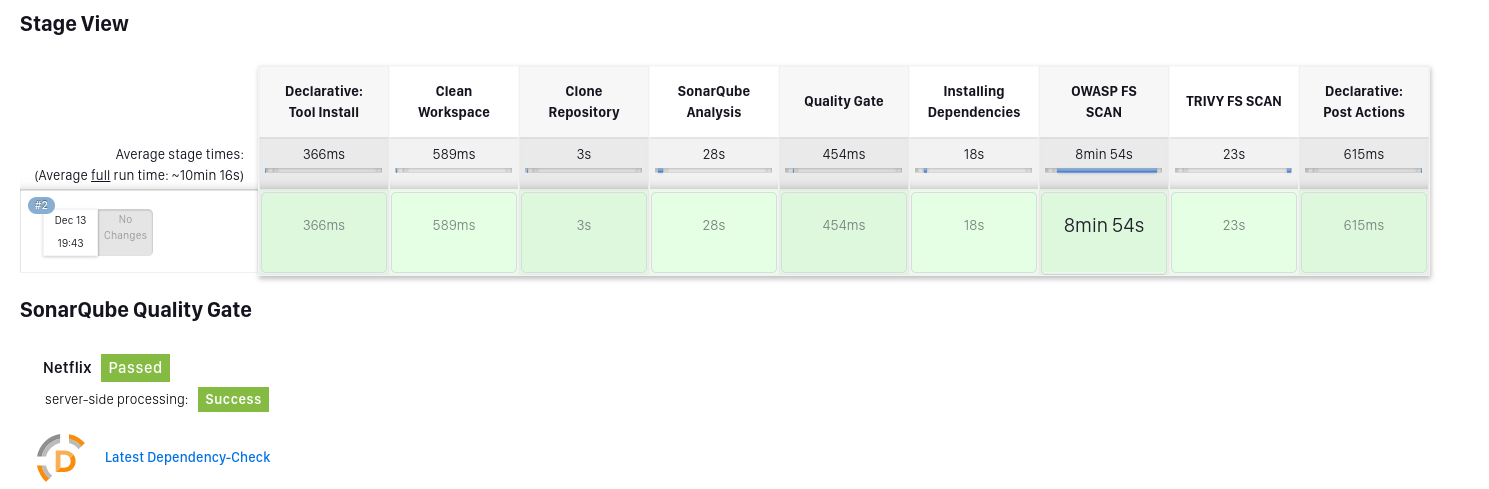 Stage View
Declarative: Tool Install
Clean Workspace
Clone Repository
SonarQube Analysis
Quality Gate
Installing Dependencies
OWASP FS SCAN
TRIVY FS SCAN
Declarative: Post Actions
Average stage times:
(Average full run time: ~10min 16s)
366ms 589ms 3s 28s 454ms 18s 8min 54s 23s 615ms
#2
Dec 13
19:43
No
Changes
366ms 589ms 3s 28s 454ms 18s 8min 54s 23s 615ms
SonarQube Quality Gate
Netflix Passed
server-side processing: Success
D
Latest Dependency-Check